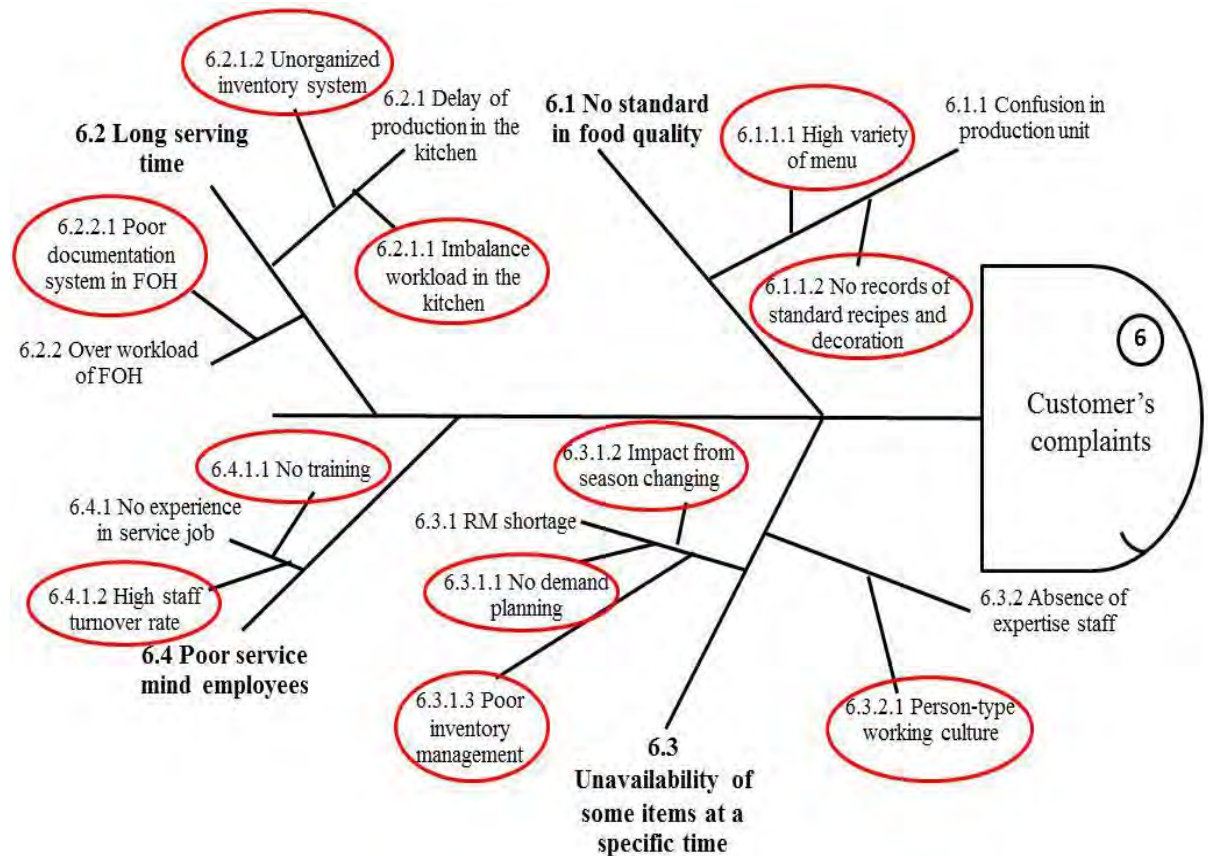 6.2.1.2 Unorganized
inventory system
6.2.1 Delay of
production in the
kitchen
6.2 Long serving
time
6.2.2.1 Poor
documentation
system in FOH
6.2.1.1 Imbalance
workload in the
kitchen
6.2.2 Over workload
of FOH
6.1 No standard
in food quality
6.1.1.1 High variety
of menu
6.1.1 Confusion in
production unit
6.1.1.2 No records of
standard recipes and
decoration
6
Customer's
complaints
6.4.1.1 No training
6.4.1 No experience
in service job
6.4.1.2 High staff
turnover rate
6.4 Poor service
mind employees
6.3.1.2 Impact from
season changing
6.3.1 RM shortage
6.3.1.1 No demand
planning
6.3.1.3 Poor
inventory
management
6.3.2 Absence of
expertise staff
6.3.2.1 Person-type
working culture
6.3
Unavailability of
some items at a
specific time